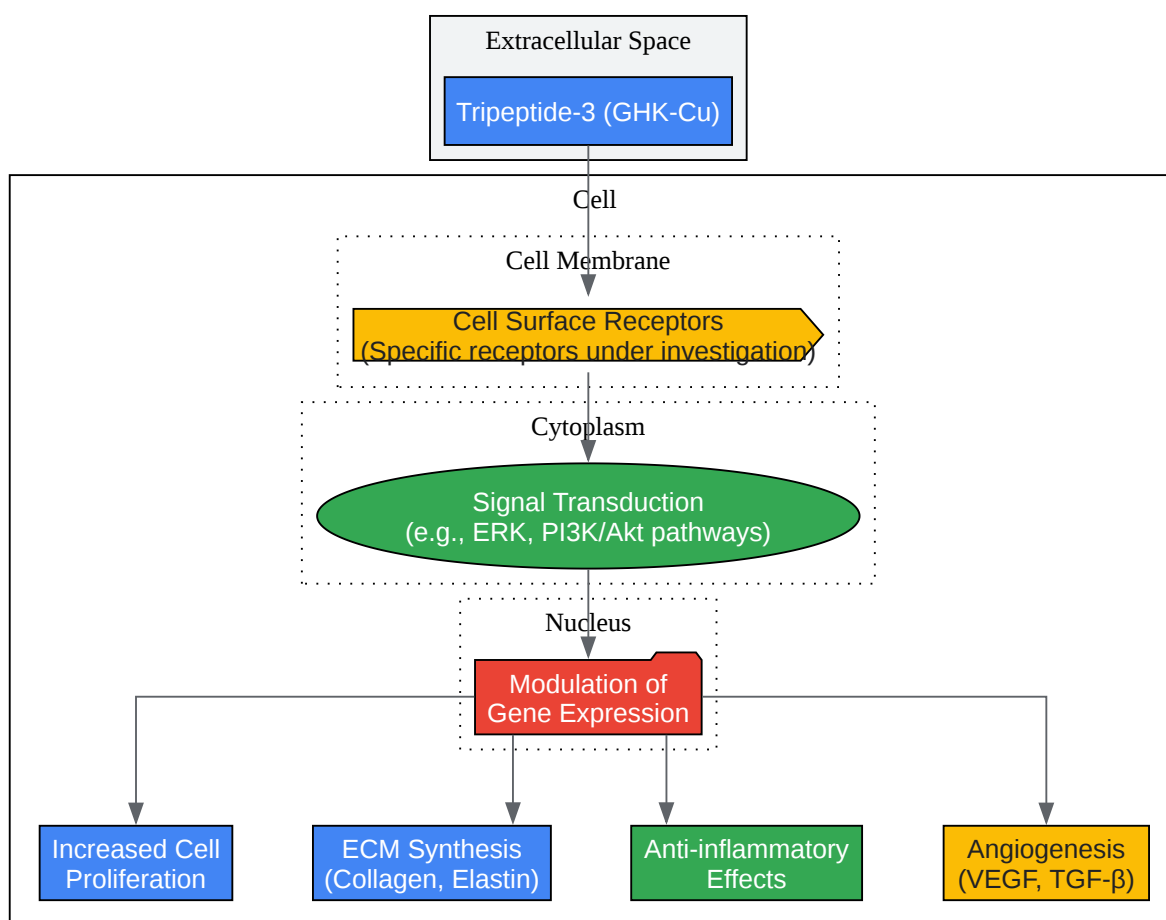 Extracellular Space
Tripeptide-3 (GHK-Cu)
Cell
Cell Membrane
Cell Surface Receptors
(Specific receptors under investigation)
Cytoplasm
Signal Transduction
(e.g., ERK, PI3K/Akt pathways)
Nucleus
Modulation of
Gene Expression
Increased Cell
Proliferation
ECM Synthesis
(Collagen, Elastin)
Anti-inflammatory
Effects
Angiogenesis
(VEGF, TGF-β)